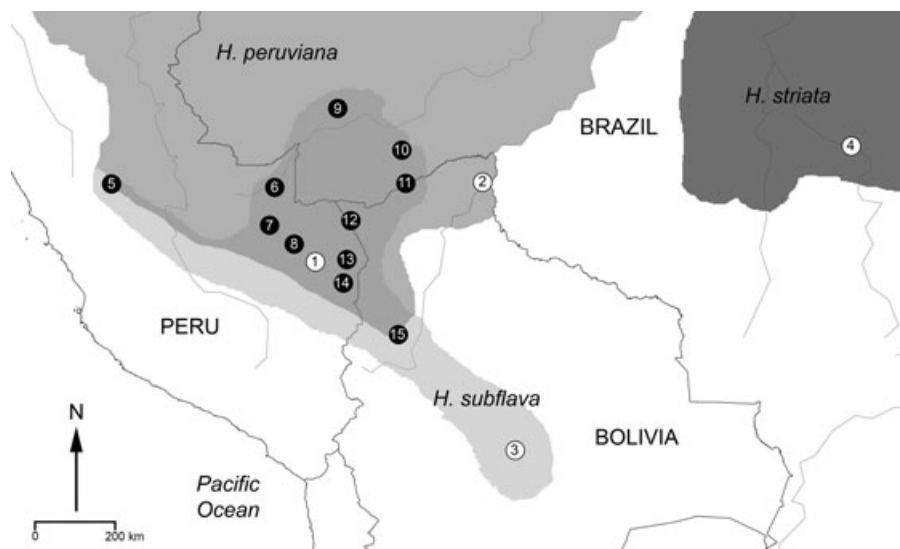 H. peruviana
H. striata
9
BRAZIL
4
10
5
6
11
2
7
12
8
1
13
14
PERU
15
H. subflava
N
BOLIVIA
3
Pacific
Ocean
0
200 km